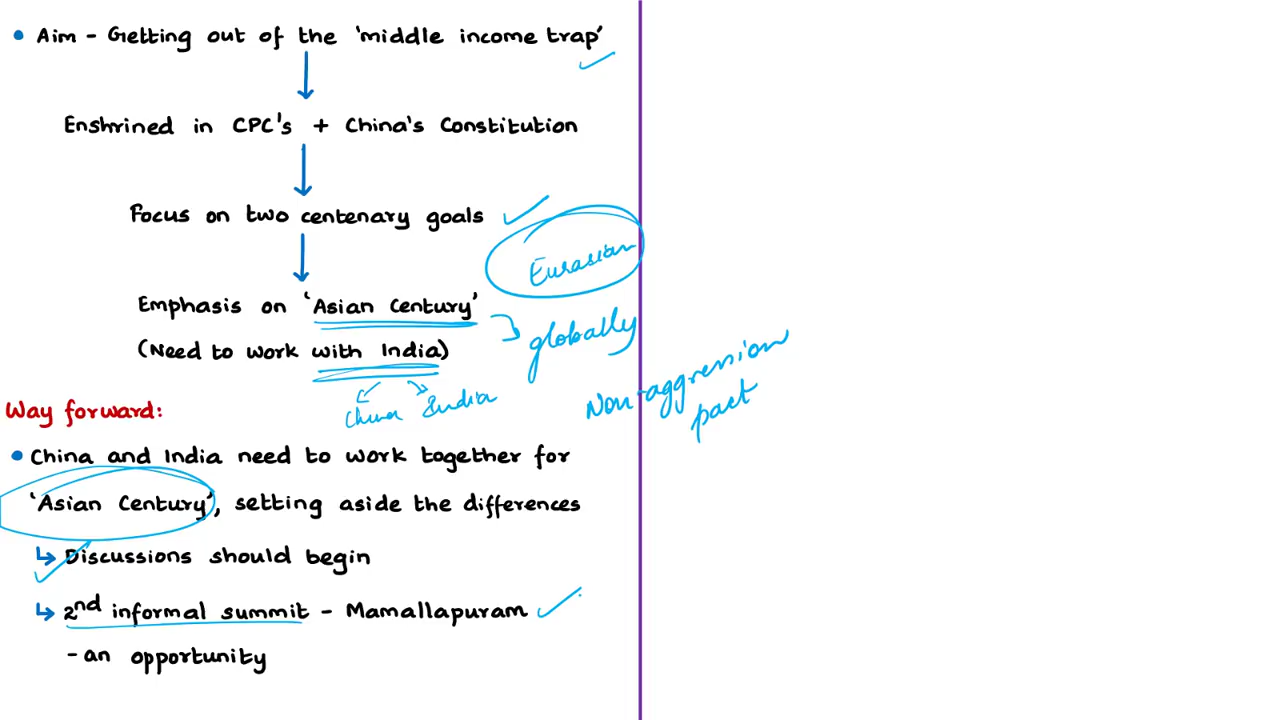 • Aim - Getting out of the 'middle income trap'
Enshrined in CPC's + China's Constitution
Focus on two centenary goals
Eurasian
Emphasis on 'Asian Century'
globally
(Need to work with India)
China India
Non-aggression
pact
Way forward:
• China and India need to work together for
'Asian Century', setting aside the differences
↳ Discussions should begin
↳ 2nd informal summit - Mamallapuram
- an opportunity